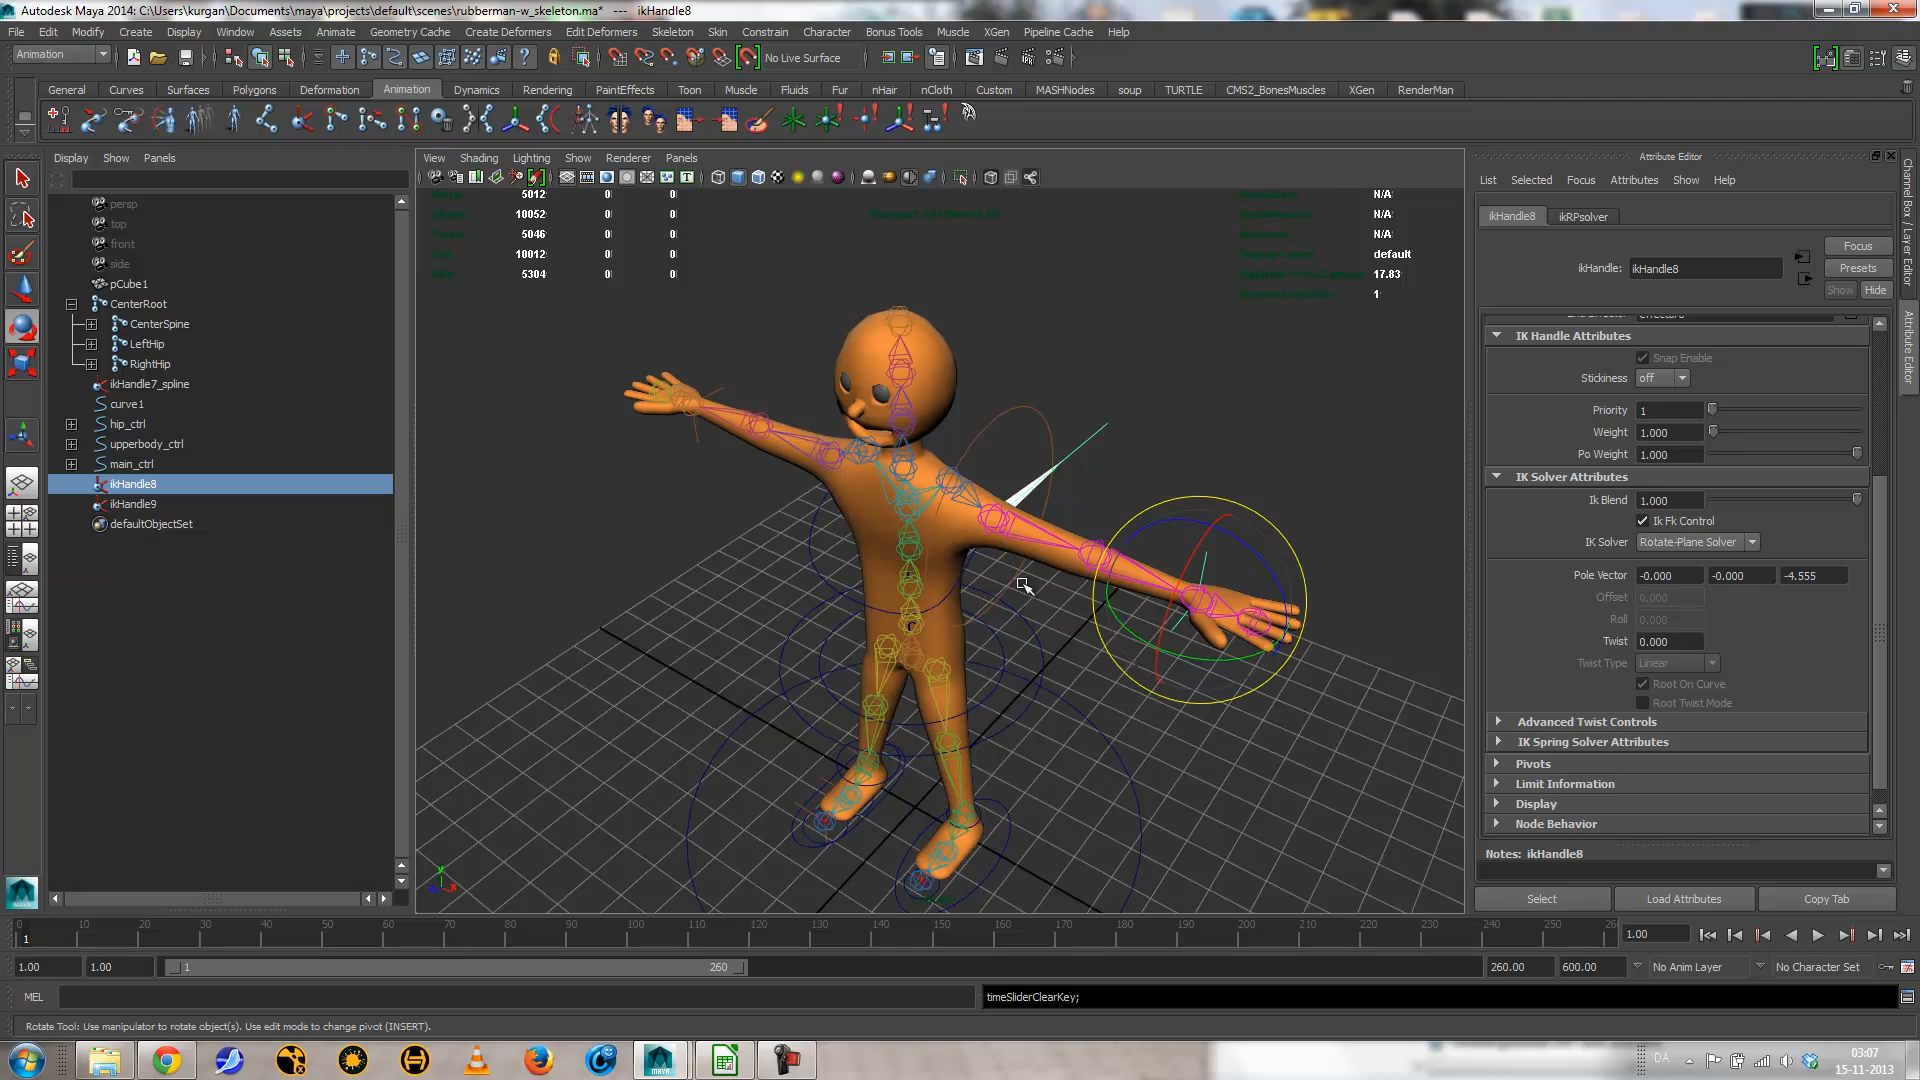 Autodesk Maya 2014: C:\Users\kurgan\Documents\maya\projects\default\scenes\rubberman-w_skeleton.ma* --- ikHandle8
File Edit Modify Create Display Window Assets Animate Geometry Cache Create Deformers Edit Deformers Skeleton Skin Constrain Character Bonus Tools Muscle XGen Pipeline Cache Help
Animation
No Live Surface
General Curves Surfaces Polygons Deformation Animation Dynamics Rendering PaintEffects Toon Muscle Fluids Fur nHair nCloth Custom MASHNodes soup TURTLE CMS2_BonesMuscles XGen RenderMan
Display Show Panels
persp
top
front
side
pCube1
CenterRoot
CenterSpine
LeftHip
RightHip
ikHandle7_spline
curve1
hip_ctrl
upperbody_ctrl
main_ctrl
ikHandle8
ikHandle9
defaultObjectSet
View Shading Lighting Show Renderer Panels
5012 0 0 N/A
10052 0 0 N/A
5046 0 0 N/A
10012 0 0 default
5304 0 0 17.83
1
Attribute Editor
List Selected Focus Attributes Show Help
ikHandle8 ikRPsolver
Focus
ikHandle: ikHandle8 Presets
Show Hide
IK Handle Attributes
Snap Enable
Stickiness off
Priority 1
Weight 1.000
Po Weight 1.000
IK Solver Attributes
Ik Blend 1.000
Ik Fk Control
IK Solver Rotate-Plane Solver
Pole Vector -0.000 -0.000 -4.555
Offset 0.000
Roll 0.000
Twist 0.000
Twist Type Linear
Root On Curve
Root Twist Mode
Advanced Twist Controls
IK Spring Solver Attributes
Pivots
Limit Information
Display
Node Behavior
Notes: ikHandle8
Select Load Attributes Copy Tab
Channel Box / Layer Editor
Attribute Editor
0 10 20 30 40 50 60 70 80 90 100 110 120 130 140 150 160 170 180 190 200 210 220 230 240 250 26
1
1.00
1.00 1.00 1 260 260.00 600.00 No Anim Layer No Character Set
MEL timeSliderClearKey;
Rotate Tool: Use manipulator to rotate object(s). Use edit mode to change pivot (INSERT).
MAYA
DA
03:07
15-11-2013